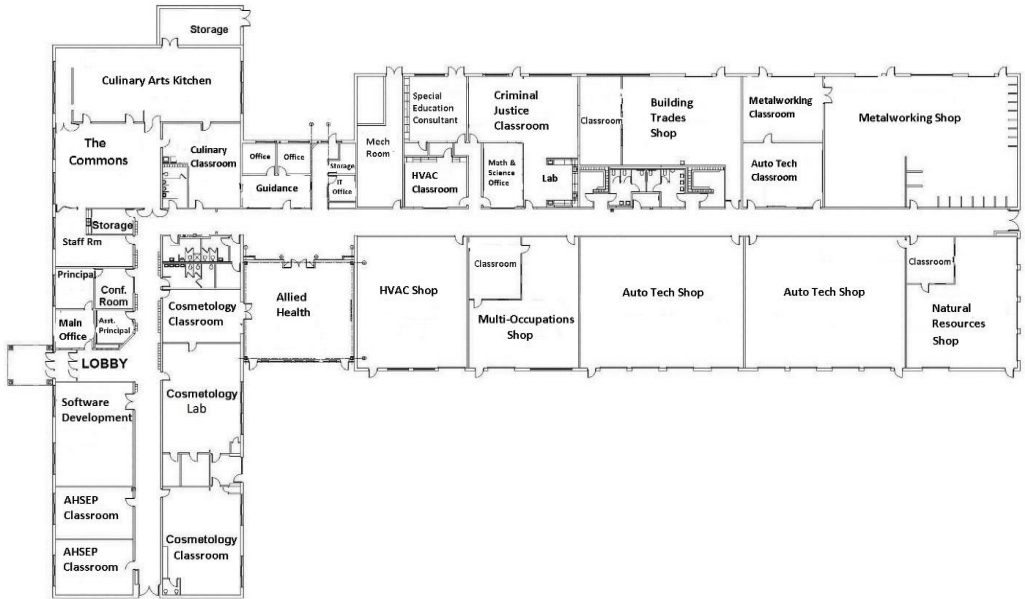 Storage
Culinary Arts Kitchen
The
Commons
Culinary
Classroom
Office
Office
Guidance
Storage
IT
Office
Mech
Room
Special
Education
Consultant
HVAC
Classroom
Criminal
Justice
Classroom
Math &
Science
Office
Lab
Classroom
Building
Trades
Shop
Metalworking
Classroom
Auto Tech
Classroom
Metalworking Shop
Storage
Staff Rm
Principal
Conf.
Room
Main
Office
Asst.
Principal
LOBBY
Cosmetology
Classroom
Allied
Health
HVAC Shop
Classroom
Multi-Occupations
Shop
Auto Tech Shop
Auto Tech Shop
Classroom
Natural
Resources
Shop
Software
Development
Cosmetology
Lab
AHSEP
Classroom
AHSEP
Classroom
Cosmetology
Classroom